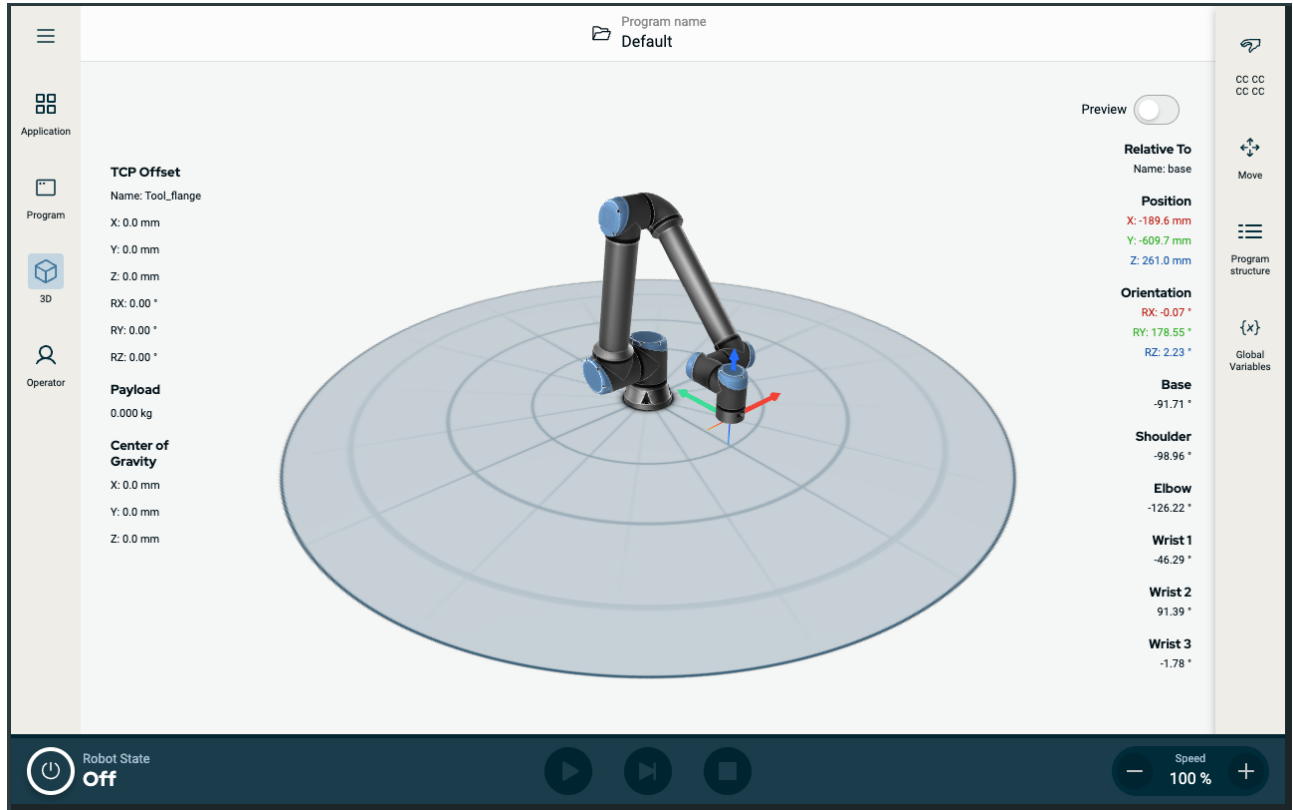 Program name
Default
Application
Program
3D
Operator
TCP Offset
Name: Tool_flange
X: 0.0 mm
Y: 0.0 mm
Z: 0.0 mm
RX: 0.00 °
RY: 0.00 °
RZ: 0.00 °
Payload
0.000 kg
Center of
Gravity
X: 0.0 mm
Y: 0.0 mm
Z: 0.0 mm
Preview
Relative To
Name: base
Position
X: -189.6 mm
Y: -609.7 mm
Z: 261.0 mm
Orientation
RX: -0.07 °
RY: 178.55 °
RZ: 2.23 °
Base
-91.71 °
Shoulder
-98.96 °
Elbow
-126.22 °
Wrist 1
-46.29 °
Wrist 2
91.39 °
Wrist 3
-1.78 °
CC CC
CC CC
Move
Program
structure
{x}
Global
Variables
Robot State
Off
Speed
100 %